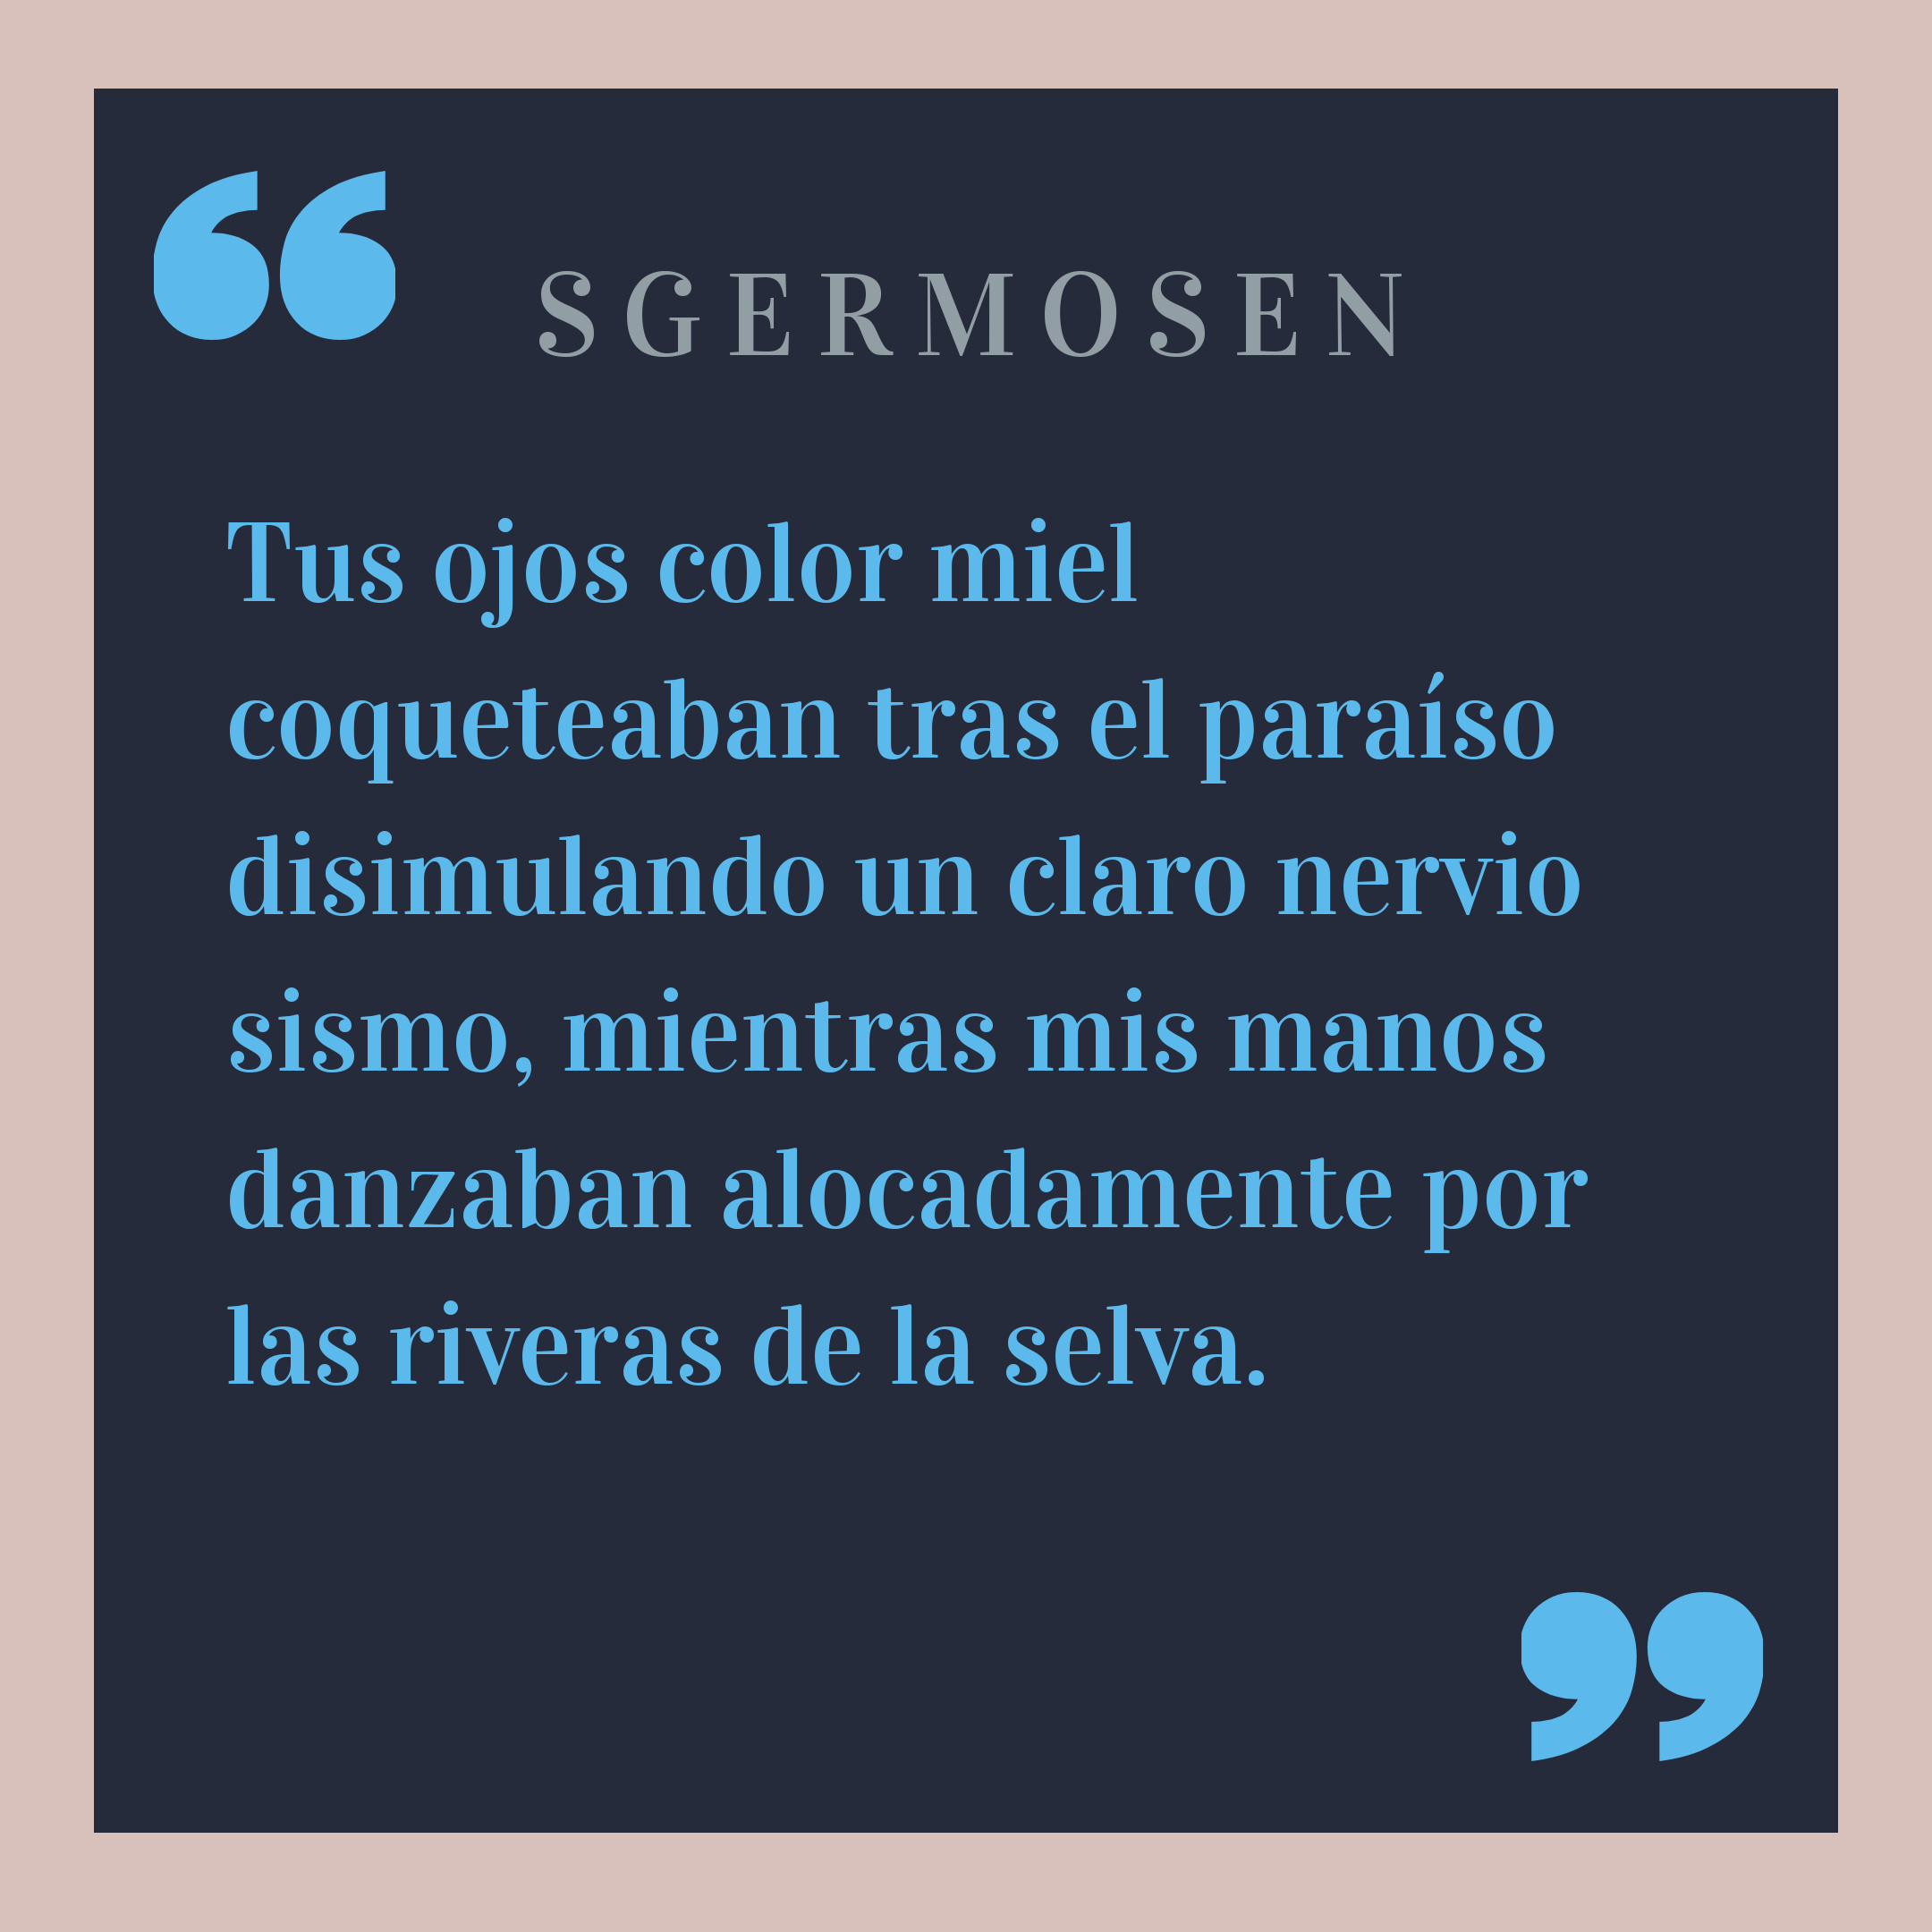 SGERMOSEN
Tus ojos color miel
coqueteaban tras el paraíso
disimulando un claro nervio
sismo, mientras mis manos
danzaban alocadamente por
las riveras de la selva.